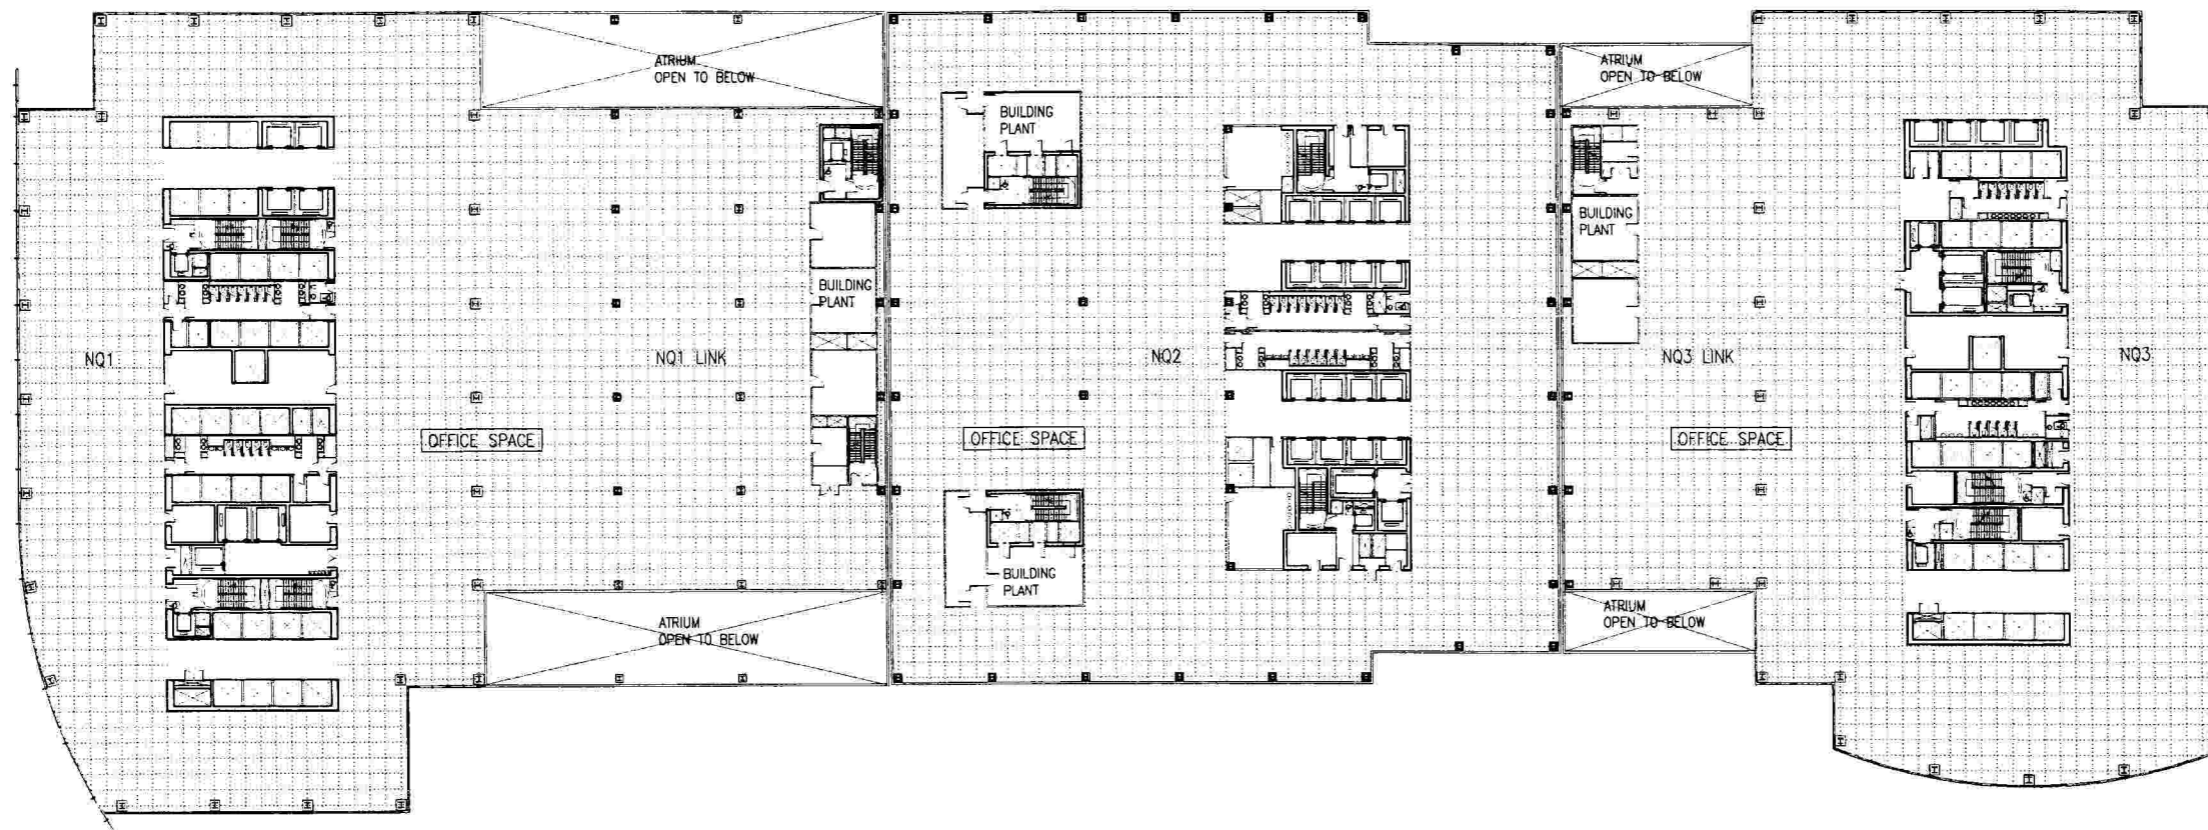 ATRIUM
OPEN TO BELOW
ATRIUM
OPEN TO BELOW
BUILDING
PLANT
BUILDING
PLANT
BUILDING
PLANT
NQ1
NQ1 LINK
NQ2
NQ3 LINK
NQ3
OFFICE SPACE
OFFICE SPACE
OFFICE SPACE
BUILDING
PLANT
ATRIUM
OPEN TO BELOW
ATRIUM
OPEN TO BELOW